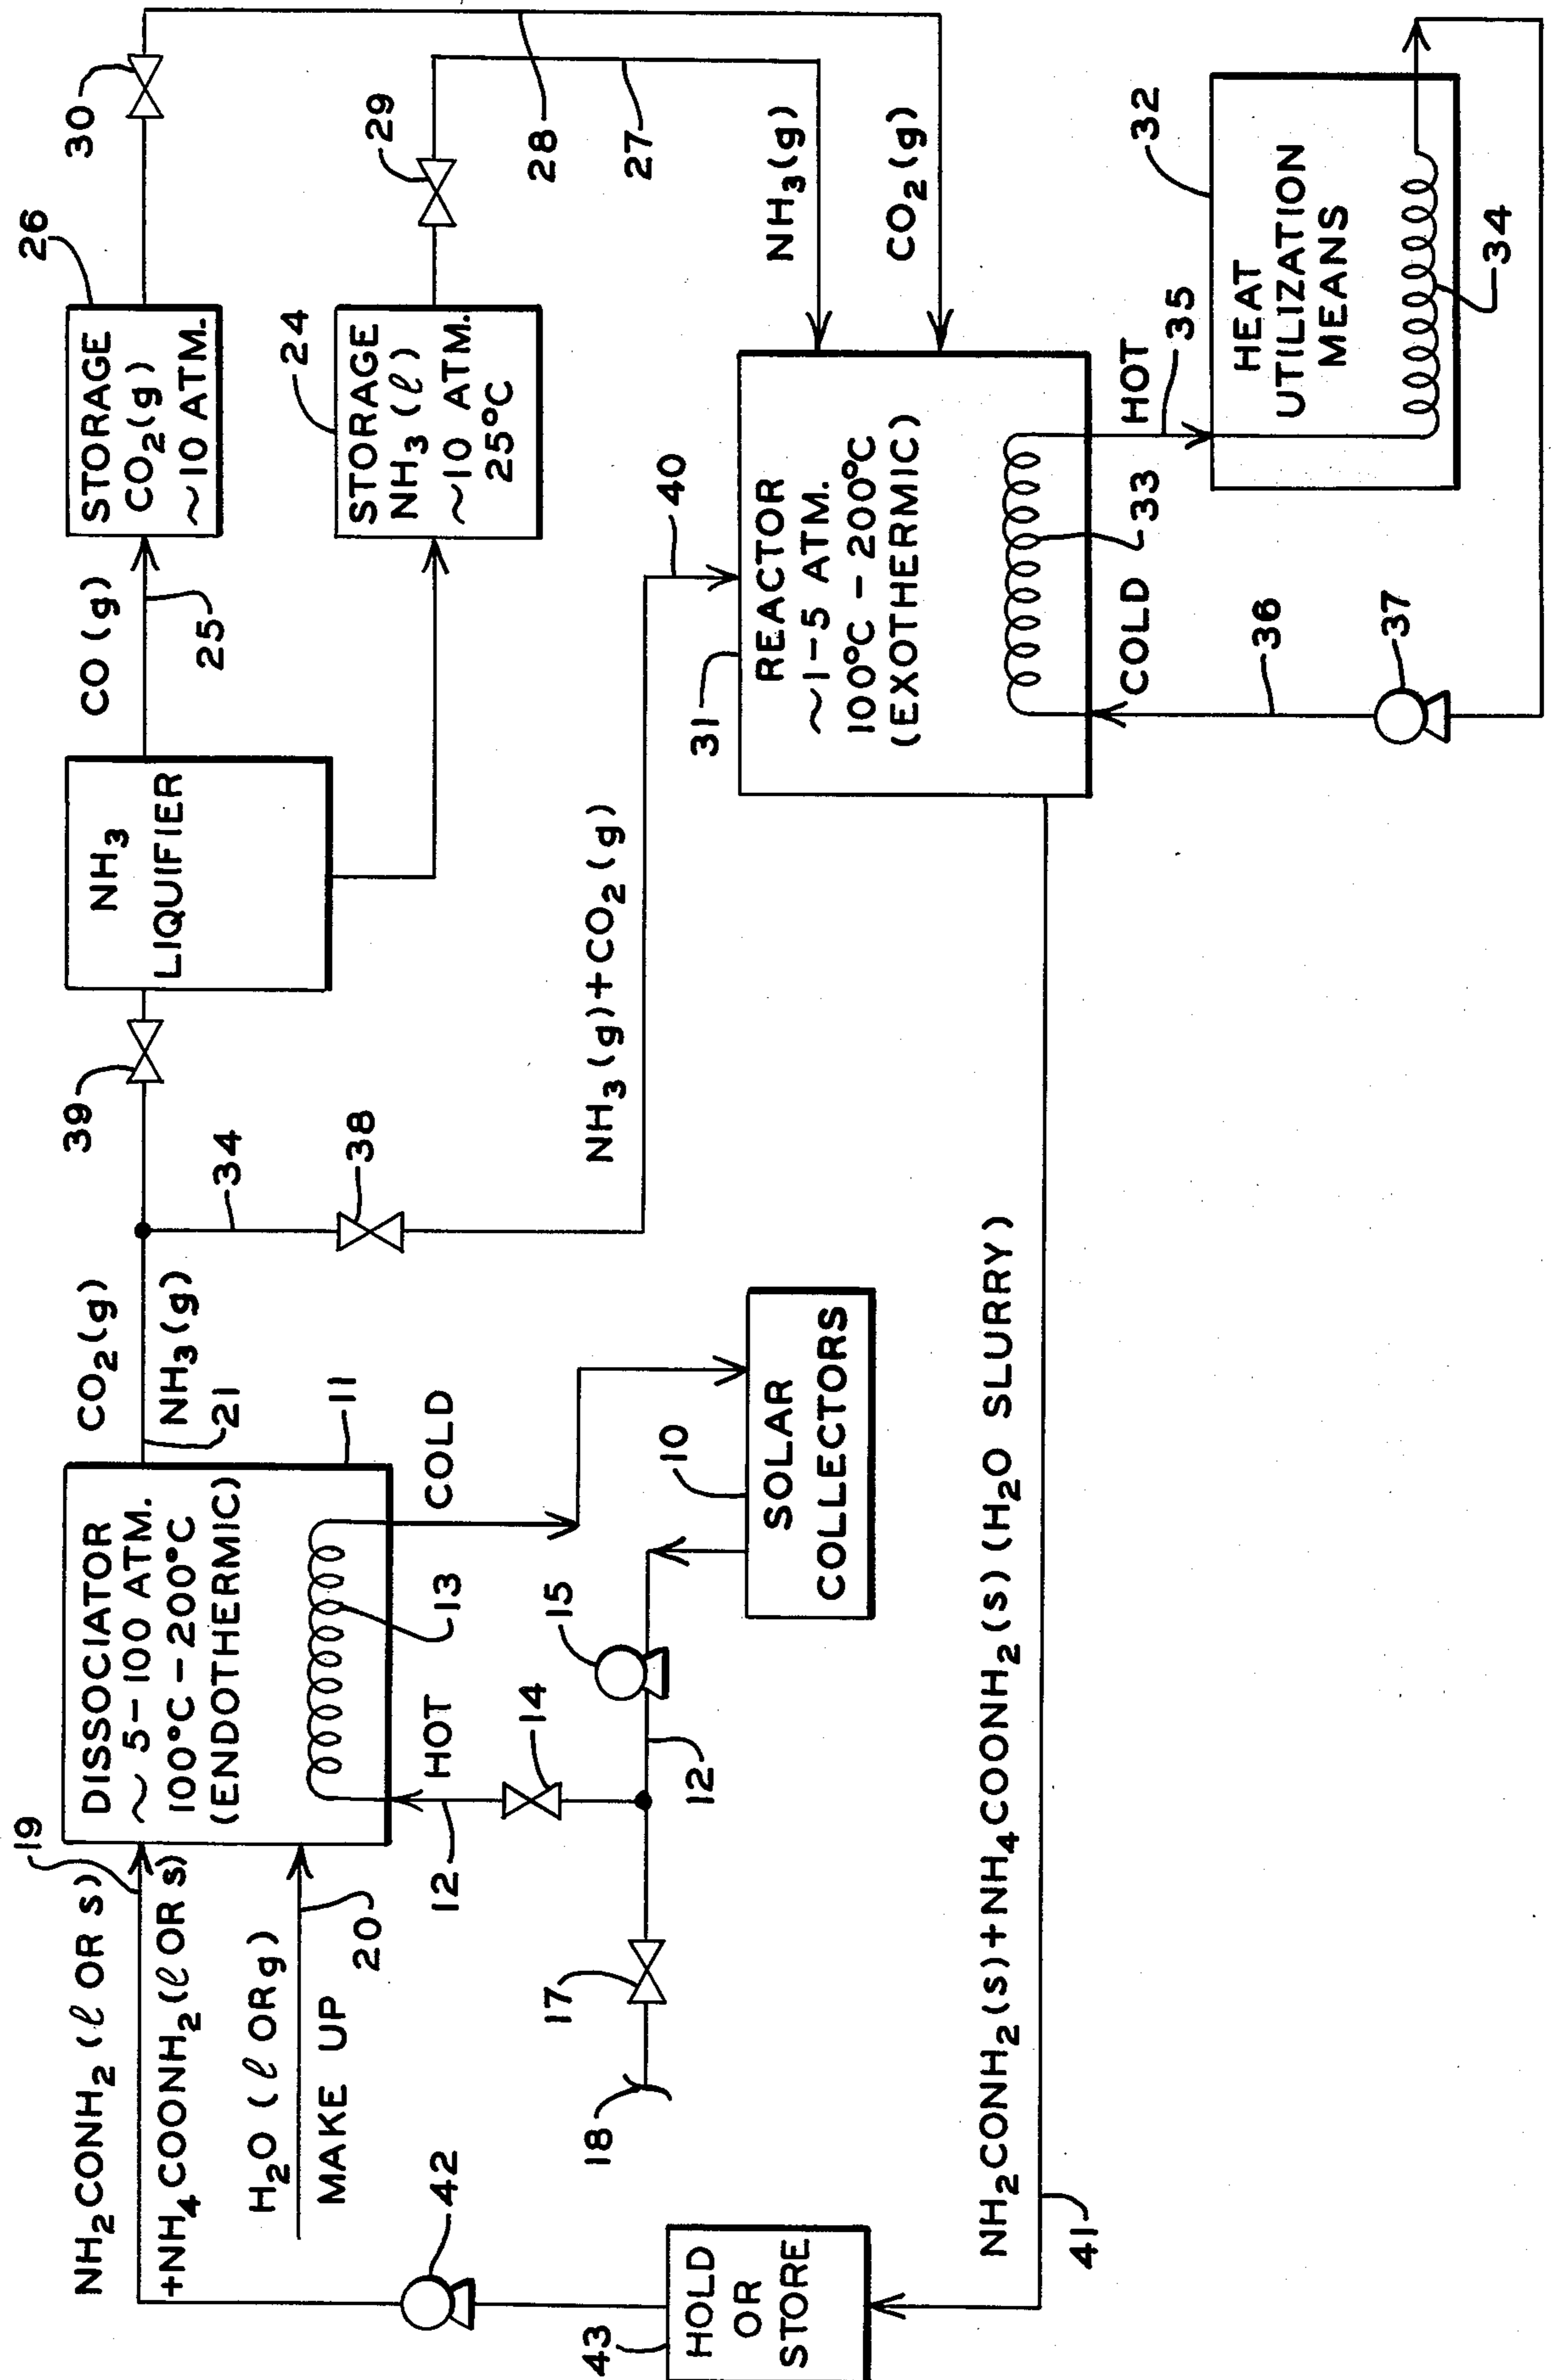 19
NH2CONH2 (ℓ OR s)
+NH4COONH2 (ℓ OR s)
H2O (ℓ OR g)
MAKE UP
20
DISSOCIATOR
~ 5-100 ATM.
100°C - 200°C
(ENDOTHERMIC)
11
13
HOT
COLD
12
14
15
12
17
18
10
SOLAR
COLLECTORS
CO2(g)
NH3(g)
21
34
38
39
NH3
LIQUIFIER
CO (g)
25
26
STORAGE
CO2(g)
~10 ATM.
24
STORAGE
NH3 (ℓ)
~10 ATM.
25°C
30
29
28
27
NH3(g)
CO2(g)
NH3(g)+CO2(g)
40
31
REACTOR
~1-5 ATM.
100°C - 200°C
(EXOTHERMIC)
33
COLD
HOT
35
36
37
32
HEAT
UTILIZATION
MEANS
34
NH2CONH2(s)+NH4COONH2(s)(H2O SLURRY)
41
42
43
HOLD
OR
STORE